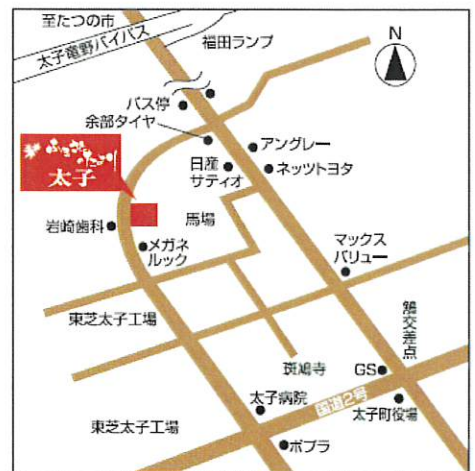 至たつの市
太子竜野バイパス
福田ランプ
N
バス停
余部タイヤ
アングレー
日産
サティオ
ネッツトヨタ
太子
馬場
岩崎歯科
メガネ
ルック
マックス
バリュー
東芝太子工場
鵤交差点
斑鳩寺
GS
太子病院
国道2号
太子町役場
東芝太子工場
ポプラ